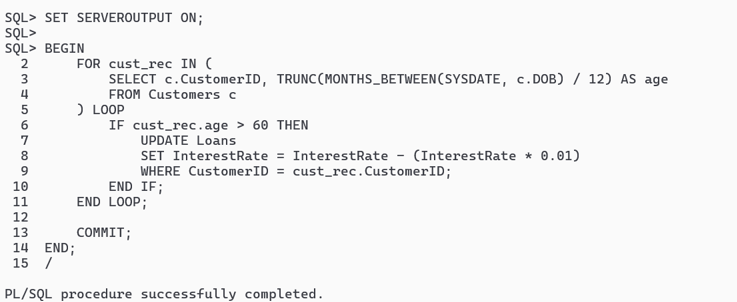 SQL> SET SERVEROUTPUT ON;
SQL>
SQL> BEGIN
  2      FOR cust_rec IN (
  3          SELECT c.CustomerID, TRUNC(MONTHS_BETWEEN(SYSDATE, c.DOB) / 12) AS age
  4          FROM Customers c
  5      ) LOOP
  6          IF cust_rec.age > 60 THEN
  7              UPDATE Loans
  8              SET InterestRate = InterestRate - (InterestRate * 0.01)
  9              WHERE CustomerID = cust_rec.CustomerID;
 10          END IF;
 11      END LOOP;
 12
 13      COMMIT;
 14  END;
 15  /
PL/SQL procedure successfully completed.